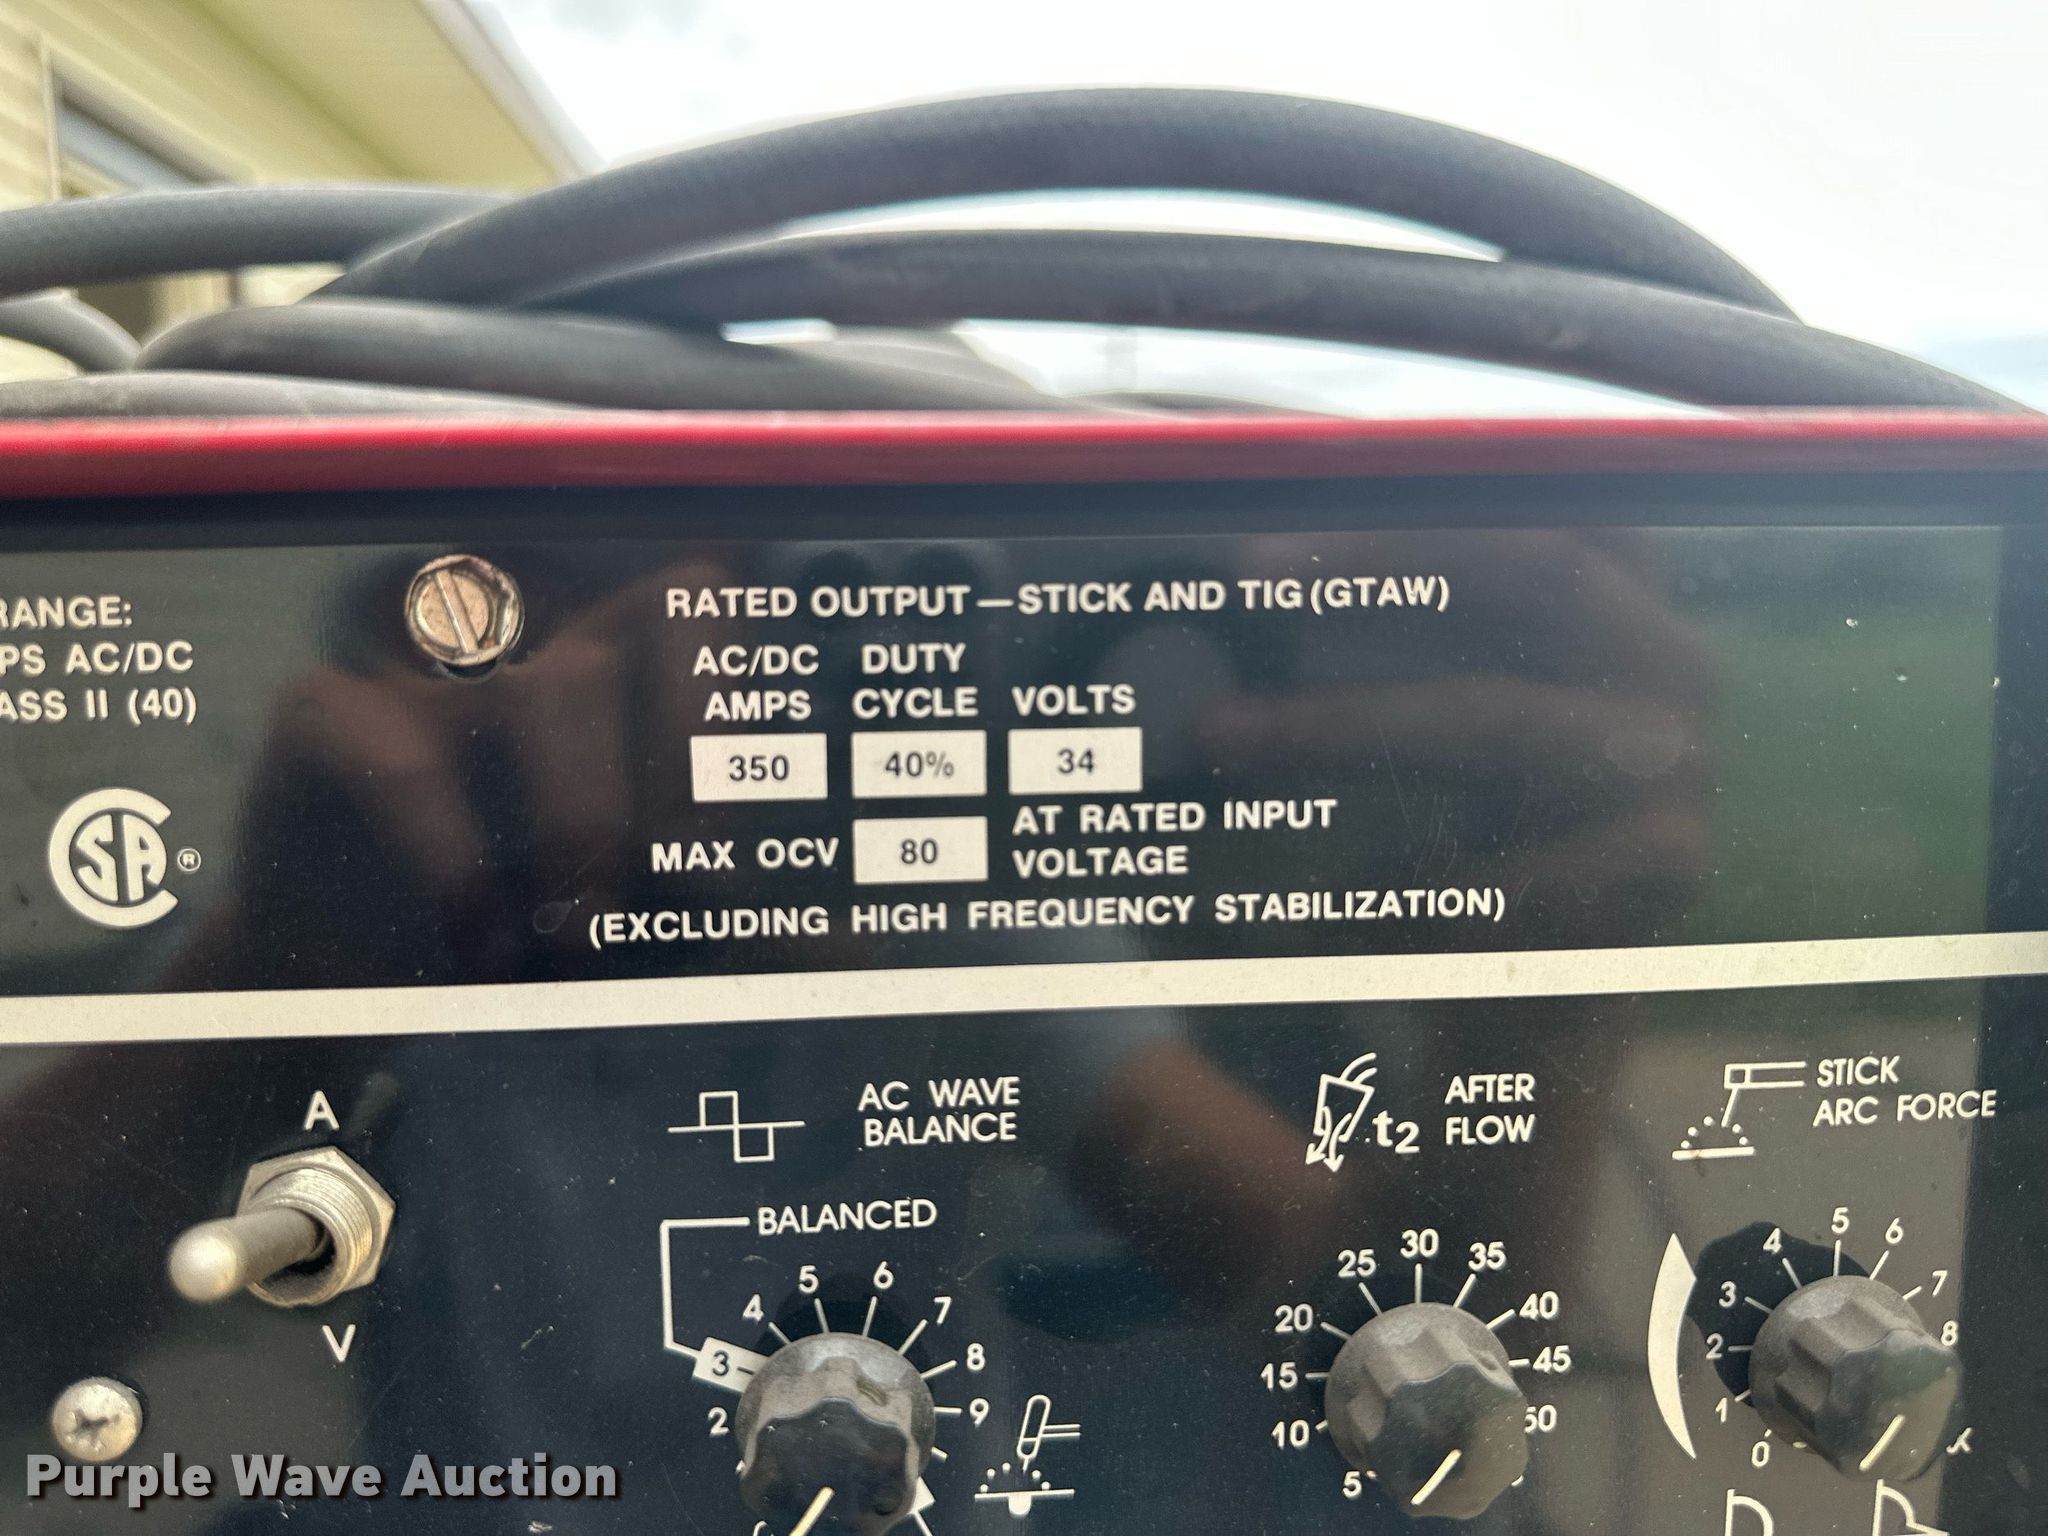 RANGE:
PS AC/DC
ASS II (40)
RATED OUTPUT—STICK AND TIG (GTAW)
AC/DC DUTY
AMPS CYCLE VOLTS
350 40% 34
MAX OCV 80 AT RATED INPUT
VOLTAGE
(EXCLUDING HIGH FREQUENCY STABILIZATION)
CSA®
A
V
AC WAVE
BALANCE
BALANCED
2 3 4 5 6 7 8 9
t2 AFTER
FLOW
5 10 15 20 25 30 35 40 45 50
STICK
ARC FORCE
0 1 2 3 4 5 6 7 8
Purple Wave Auction